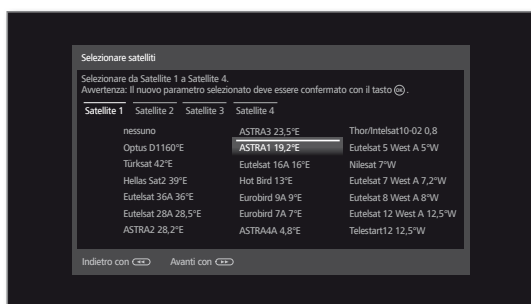 Selezionare satelliti
Selezionare da Satellite 1 a Satellite 4.
Avvertenza: Il nuovo parametro selezionato deve essere confermato con il tasto OK.
Satellite 1 Satellite 2 Satellite 3 Satellite 4
nessuno
Optus D1160°E
Türksat 42°E
Hellas Sat2 39°E
Eutelsat 36A 36°E
Eutelsat 28A 28,5°E
ASTRA2 28,2°E
ASTRA3 23,5°E
ASTRA1 19,2°E
Eutelsat 16A 16°E
Hot Bird 13°E
Eurobird 9A 9°E
Eurobird 7A 7°E
ASTRA4A 4,8°E
Thor/Intelsat10-02 0,8
Eutelsat 5 West A 5°W
Nilesat 7°W
Eutelsat 7 West A 7,2°W
Eutelsat 8 West A 8°W
Eutelsat 12 West A 12,5°W
Telestart12 12,5°W
Indietro con ◄◄ Avanti con ►►